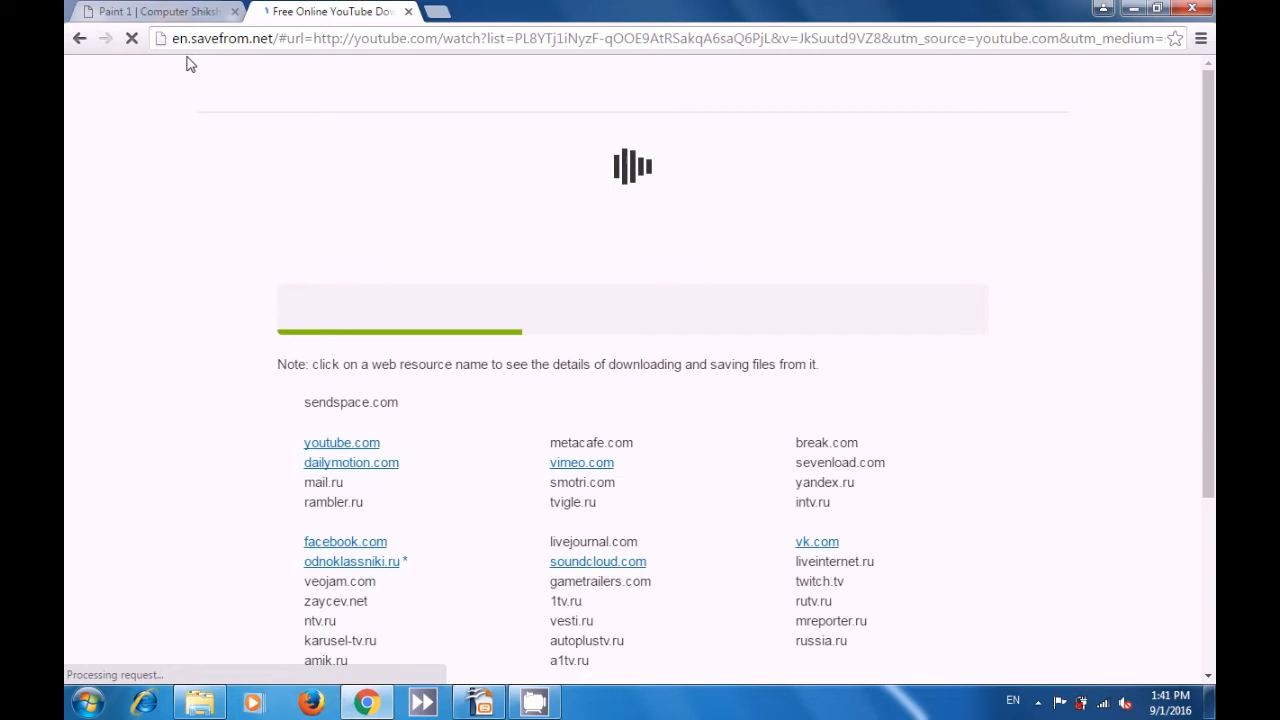 Paint 1 | Computer Shiksh
Free Online YouTube Dow
en.savefrom.net/#url=http://youtube.com/watch?list=PL8YTj1iNyzF-qOOE9AtRSakqA6saQ6PjL&v=JkSuutd9VZ8&utm_source=youtube.com&utm_medium=
Note: click on a web resource name to see the details of downloading and saving files from it.
sendspace.com
youtube.com metacafe.com break.com
dailymotion.com vimeo.com sevenload.com
mail.ru smotri.com yandex.ru
rambler.ru tvigle.ru intv.ru
facebook.com livejournal.com vk.com
odnoklassniki.ru * soundcloud.com liveinternet.ru
veojam.com gametrailers.com twitch.tv
zaycev.net 1tv.ru rutv.ru
ntv.ru vesti.ru mreporter.ru
karusel-tv.ru autoplustv.ru russia.ru
amik.ru a1tv.ru
Processing request...
EN
1:41 PM
9/1/2016